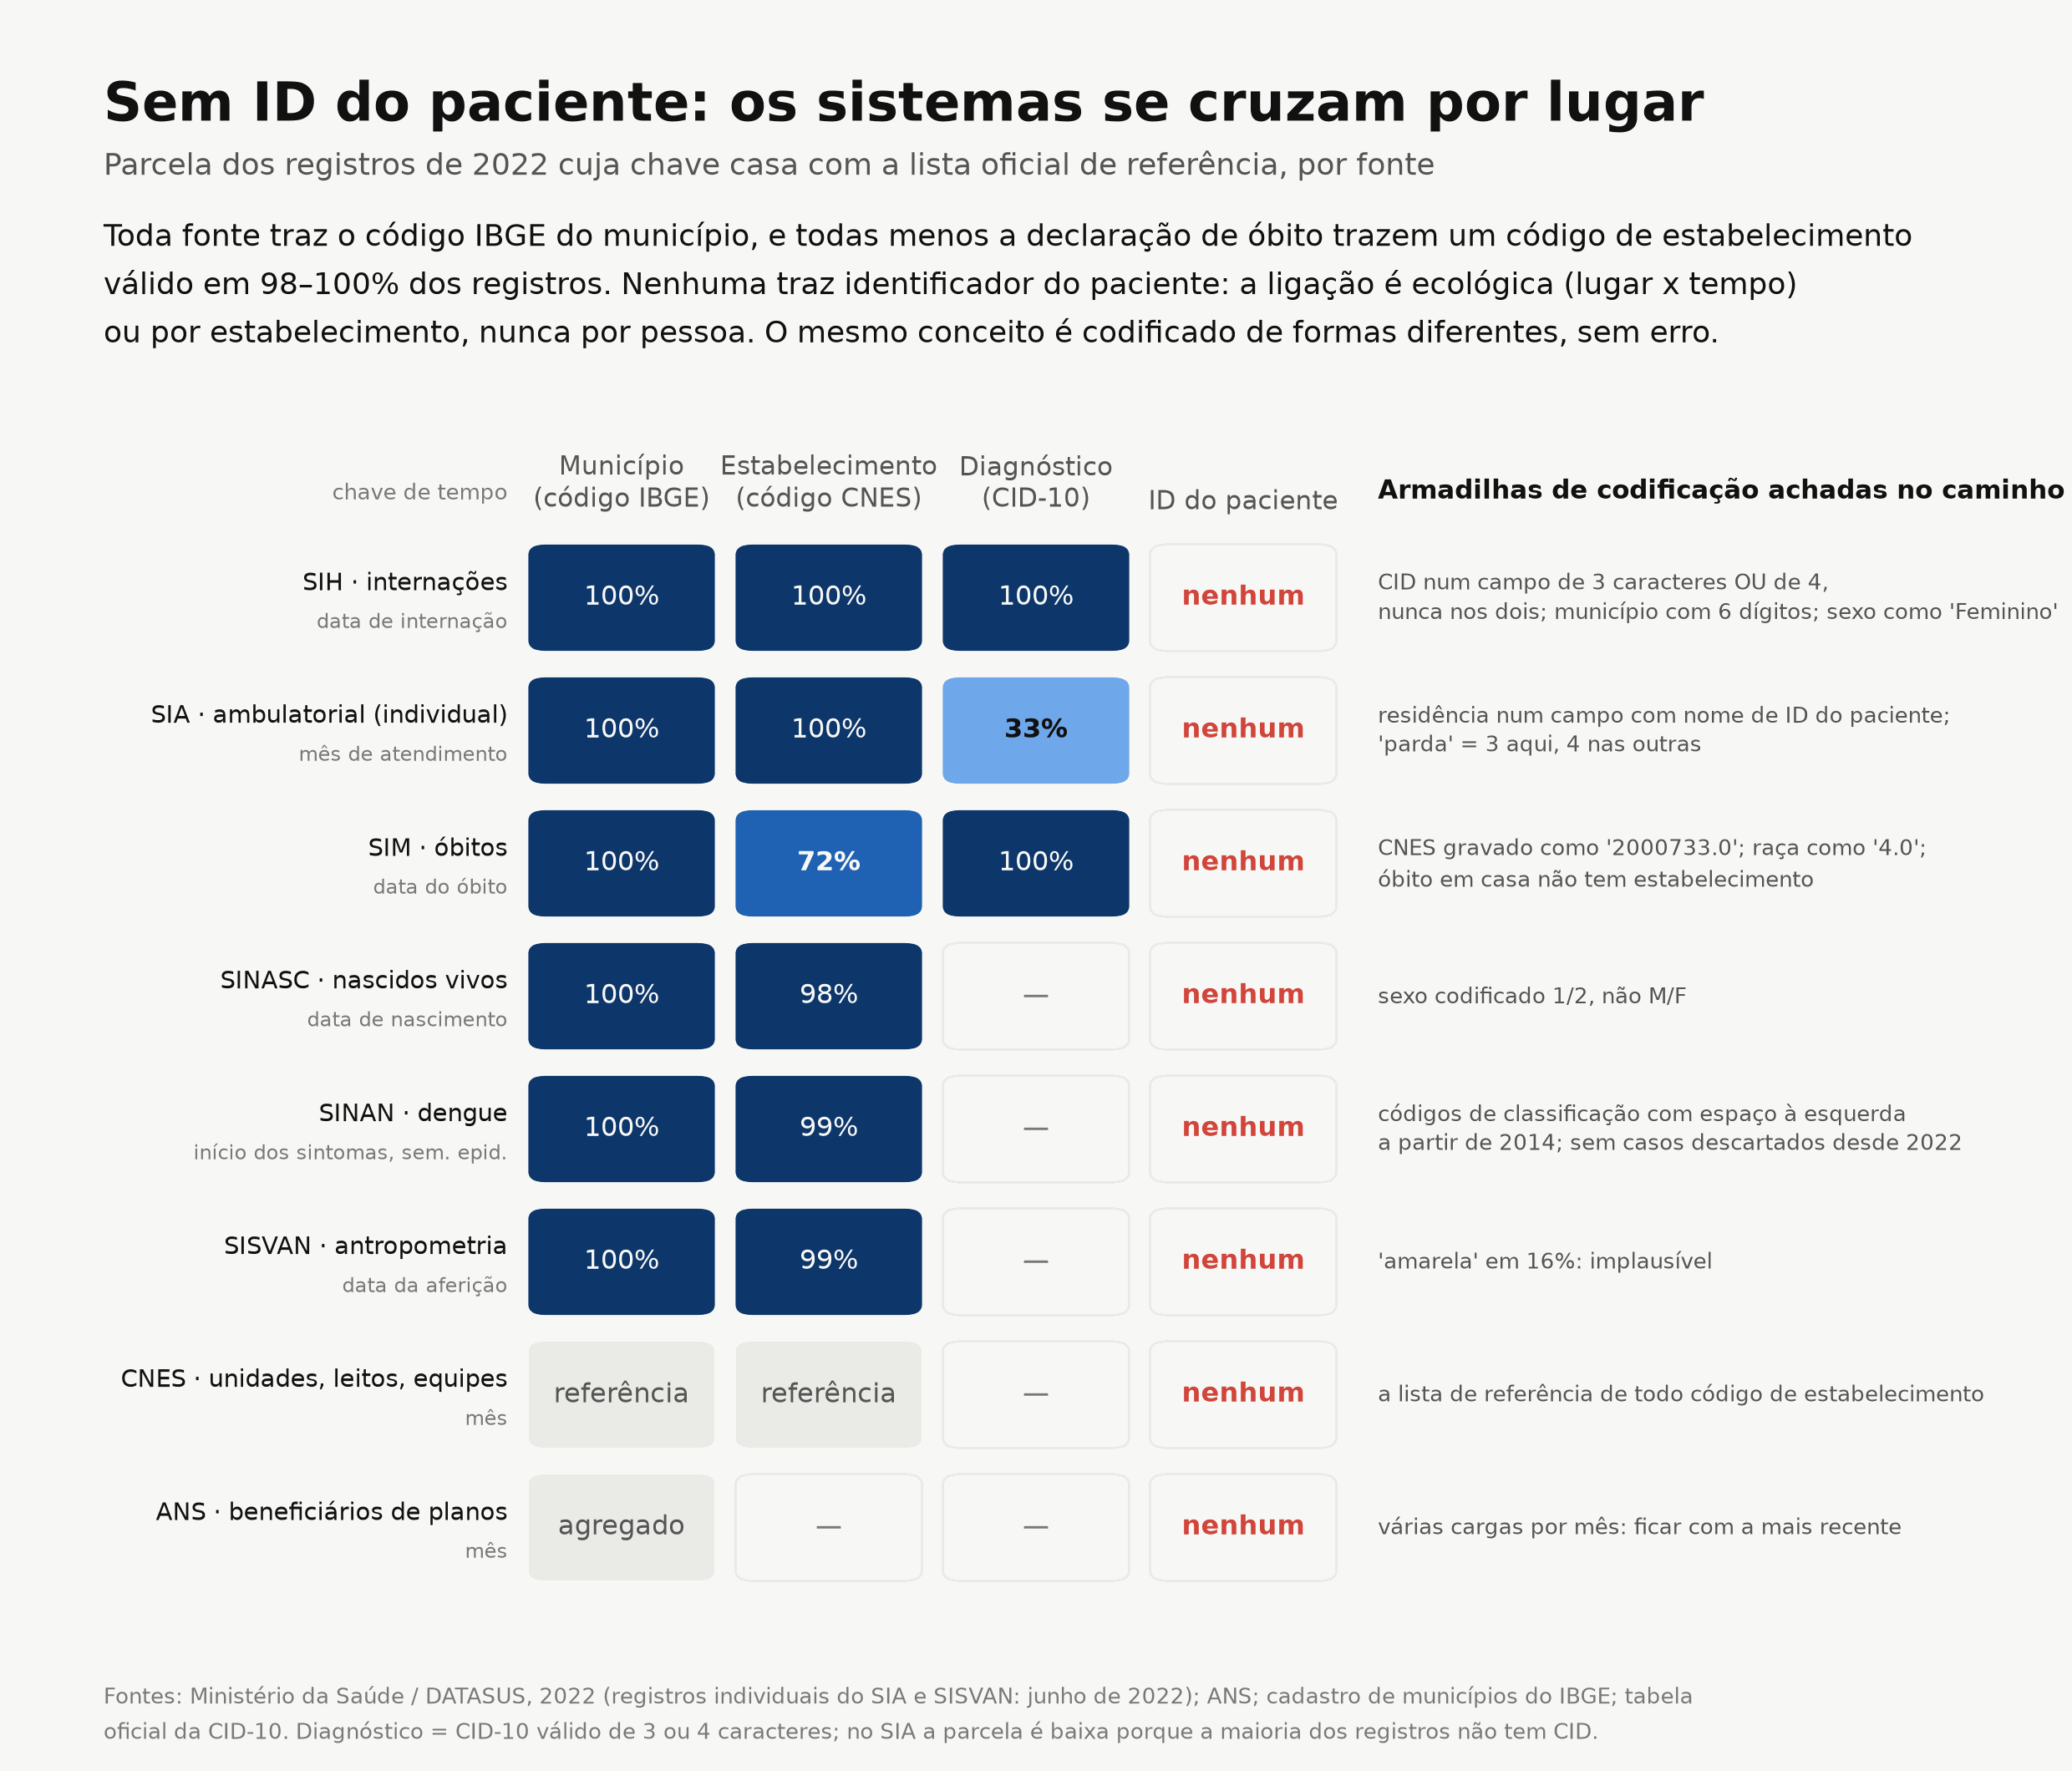 Sem ID do paciente: os sistemas se cruzam por lugar
Parcela dos registros de 2022 cuja chave casa com a lista oficial de referência, por fonte
Toda fonte traz o código IBGE do município, e todas menos a declaração de óbito trazem um código de estabelecimento
válido em 98–100% dos registros. Nenhuma traz identificador do paciente: a ligação é ecológica (lugar x tempo)
ou por estabelecimento, nunca por pessoa. O mesmo conceito é codificado de formas diferentes, sem erro.
chave de tempo
Município
(código IBGE)
Estabelecimento
(código CNES)
Diagnóstico
(CID-10)
ID do paciente
Armadilhas de codificação achadas no caminho
SIH · internações
data de internação
100%
100%
100%
nenhum
CID num campo de 3 caracteres OU de 4,
nunca nos dois; município com 6 dígitos; sexo como 'Feminino'
SIA · ambulatorial (individual)
mês de atendimento
100%
100%
33%
nenhum
residência num campo com nome de ID do paciente;
'parda' = 3 aqui, 4 nas outras
SIM · óbitos
data do óbito
100%
72%
100%
nenhum
CNES gravado como '2000733.0'; raça como '4.0';
óbito em casa não tem estabelecimento
SINASC · nascidos vivos
data de nascimento
100%
98%
—
nenhum
sexo codificado 1/2, não M/F
SINAN · dengue
início dos sintomas, sem. epid.
100%
99%
—
nenhum
códigos de classificação com espaço à esquerda
a partir de 2014; sem casos descartados desde 2022
SISVAN · antropometria
data da aferição
100%
99%
—
nenhum
'amarela' em 16%: implausível
CNES · unidades, leitos, equipes
mês
referência
referência
—
nenhum
a lista de referência de todo código de estabelecimento
ANS · beneficiários de planos
mês
agregado
—
—
nenhum
várias cargas por mês: ficar com a mais recente
Fontes: Ministério da Saúde / DATASUS, 2022 (registros individuais do SIA e SISVAN: junho de 2022); ANS; cadastro de municípios do IBGE; tabela
oficial da CID-10. Diagnóstico = CID-10 válido de 3 ou 4 caracteres; no SIA a parcela é baixa porque a maioria dos registros não tem CID.